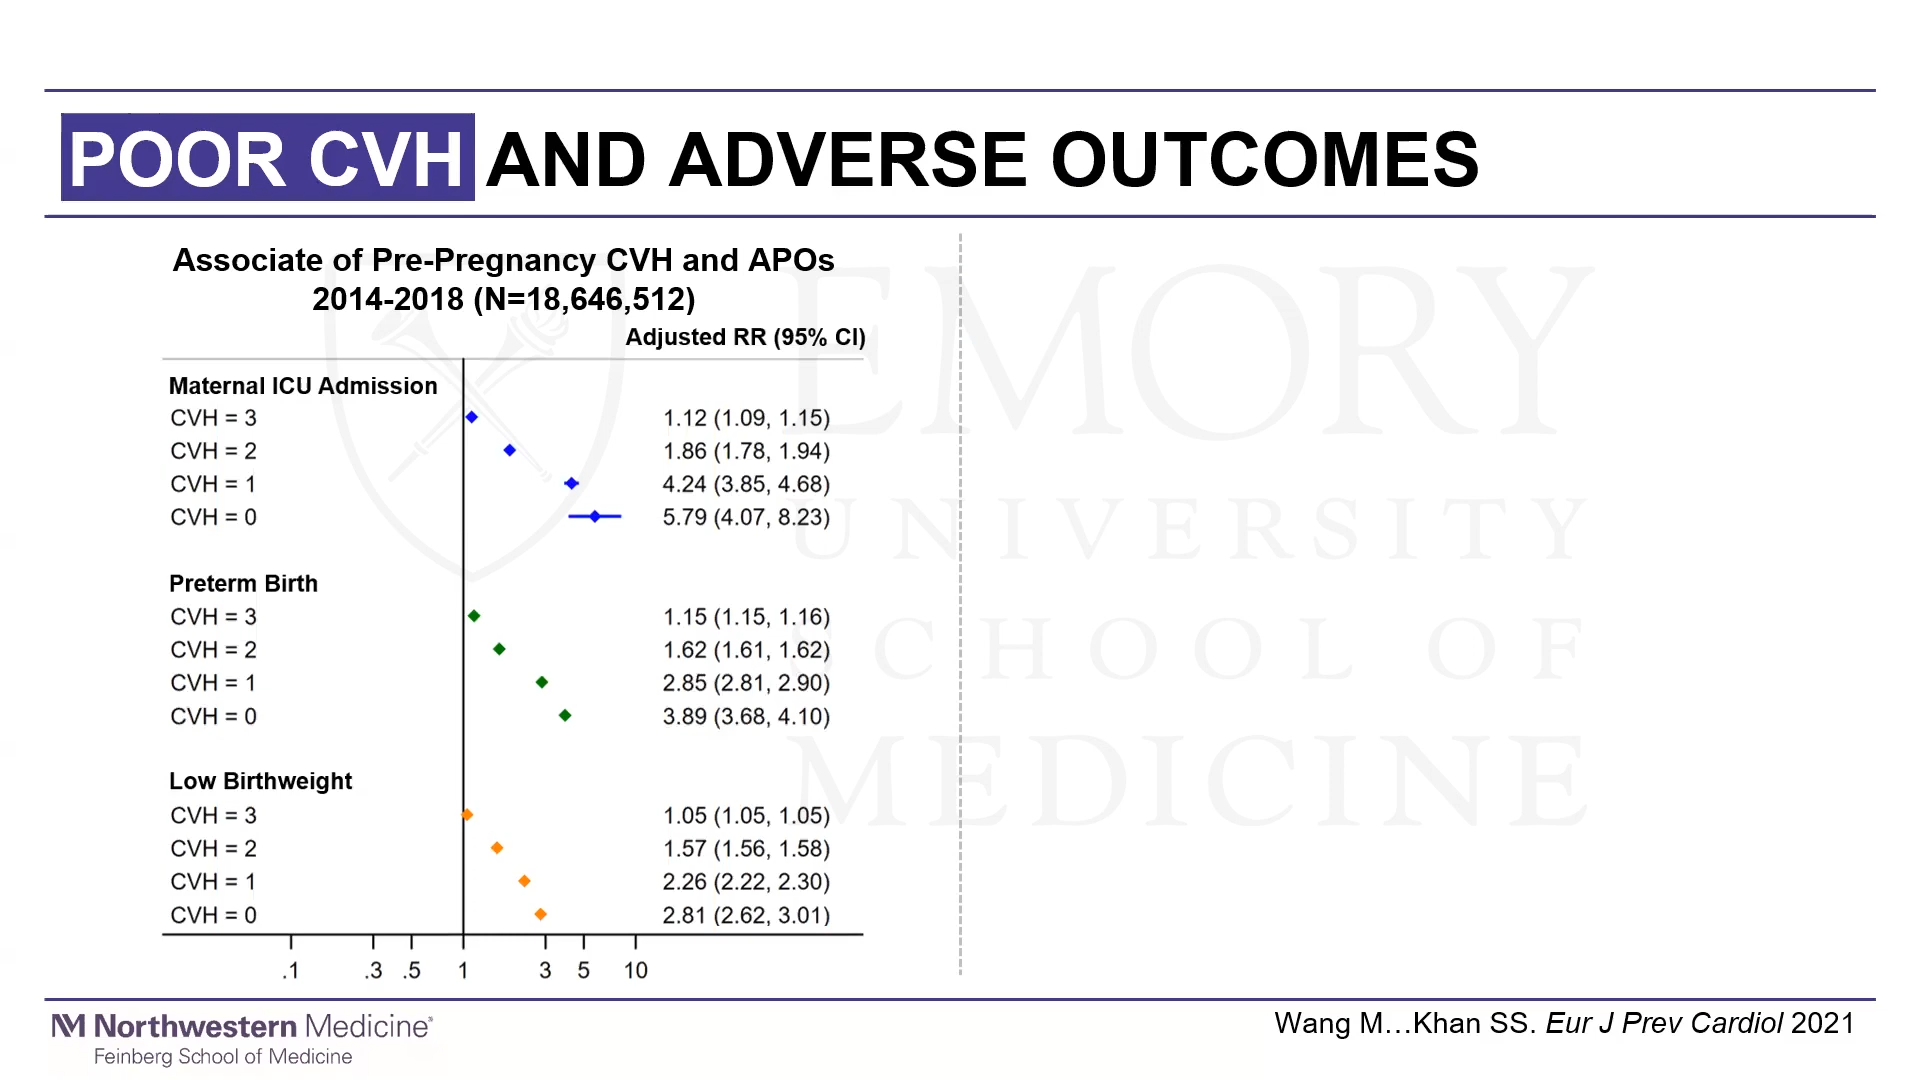 POOR CVH AND ADVERSE OUTCOMES
Associate of Pre-Pregnancy CVH and APOs
2014-2018 (N=18,646,512)
Adjusted RR (95% CI)
Maternal ICU Admission
CVH = 3 1.12 (1.09, 1.15)
CVH = 2 1.86 (1.78, 1.94)
CVH = 1 4.24 (3.85, 4.68)
CVH = 0 5.79 (4.07, 8.23)
Preterm Birth
CVH = 3 1.15 (1.15, 1.16)
CVH = 2 1.62 (1.61, 1.62)
CVH = 1 2.85 (2.81, 2.90)
CVH = 0 3.89 (3.68, 4.10)
Low Birthweight
CVH = 3 1.05 (1.05, 1.05)
CVH = 2 1.57 (1.56, 1.58)
CVH = 1 2.26 (2.22, 2.30)
CVH = 0 2.81 (2.62, 3.01)
.1 .3 .5 1 3 5 10
EMORY
UNIVERSITY
SCHOOL OF
MEDICINE
NM Northwestern Medicine®
Feinberg School of Medicine
Wang M…Khan SS. Eur J Prev Cardiol 2021